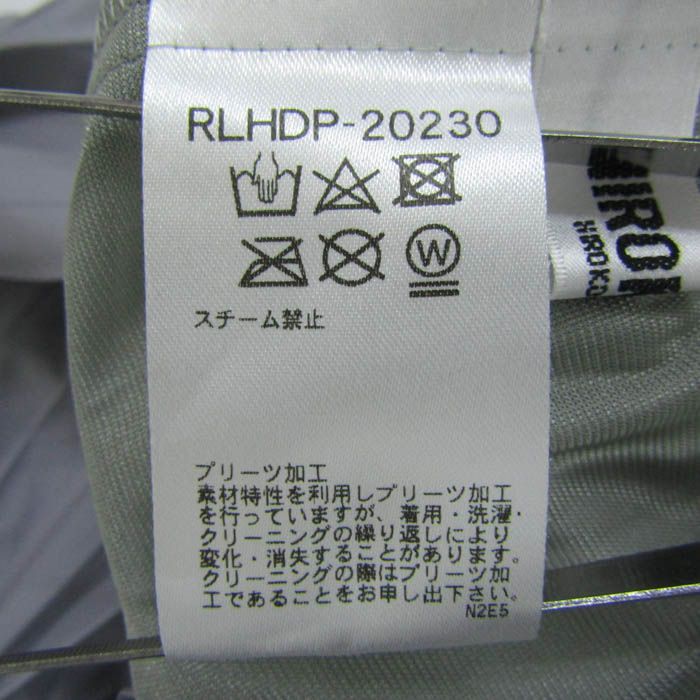 RLHDP-20230
W
スチーム禁止
プリーツ加工
素材特性を利用しプリーツ加工
を行っていますが、着用・洗濯・
クリーニングの繰り返しにより
変化・消失することがあります。
クリーニングの際はプリーツ加
工であることをお申し出下さい。
N2E5